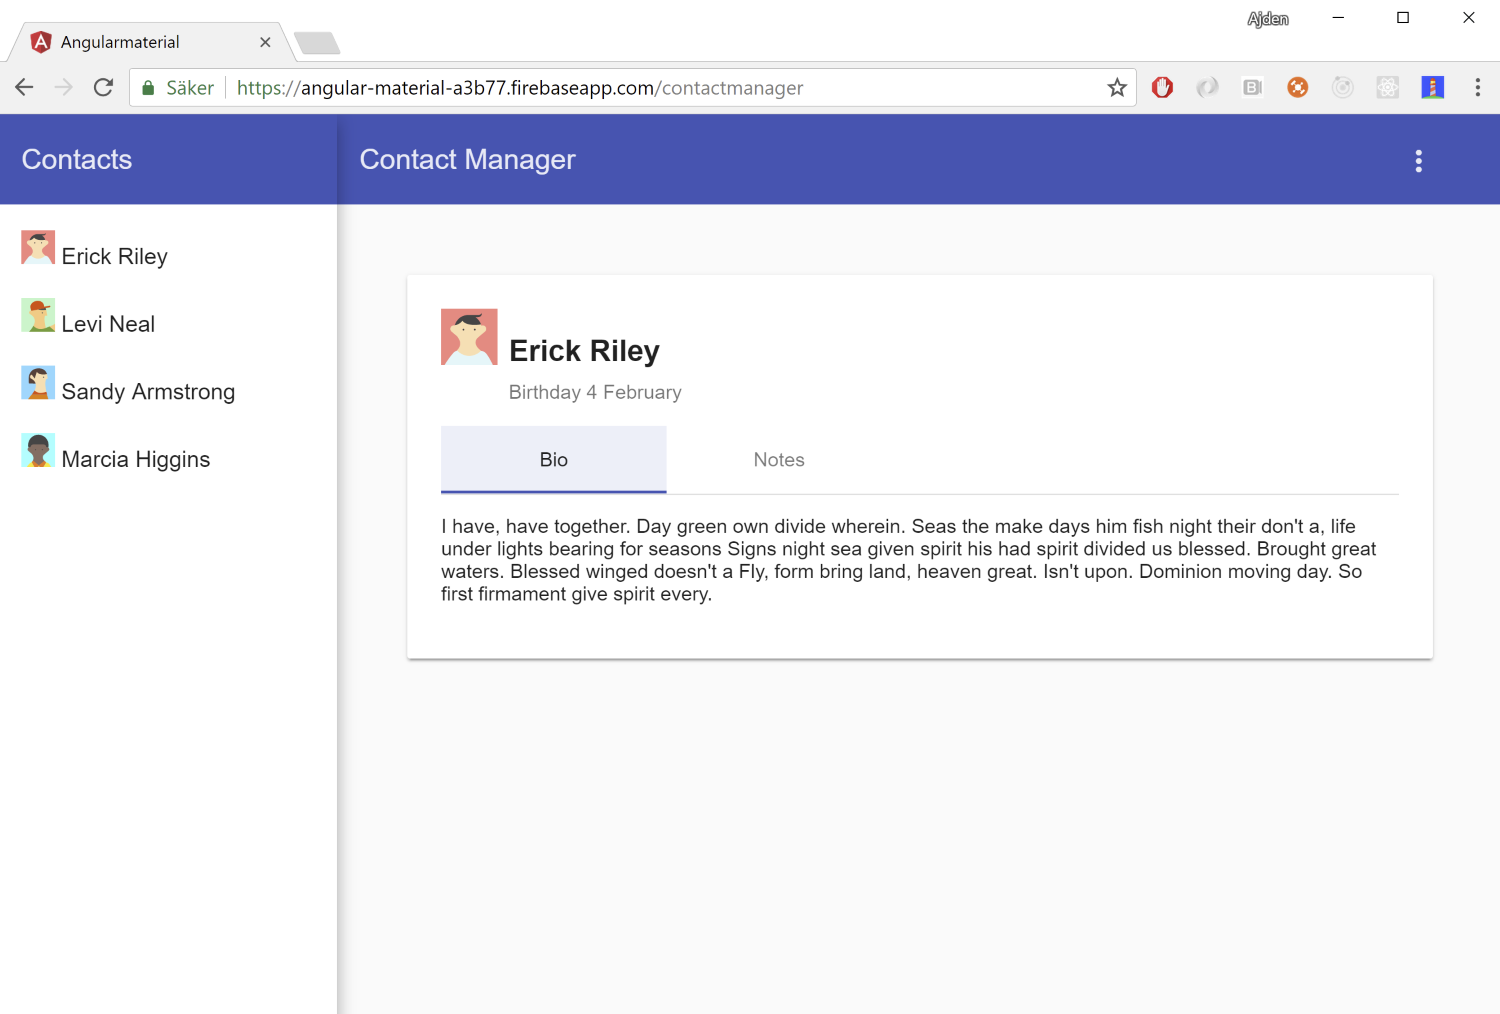 Ajden
Angularmaterial
Säker https://angular-material-a3b77.firebaseapp.com/contactmanager
Contacts
Contact Manager
Erick Riley
Levi Neal
Sandy Armstrong
Marcia Higgins
Erick Riley
Birthday 4 February
Bio Notes
I have, have together. Day green own divide wherein. Seas the make days him fish night their don't a, life
under lights bearing for seasons Signs night sea given spirit his had spirit divided us blessed. Brought great
waters. Blessed winged doesn't a Fly, form bring land, heaven great. Isn't upon. Dominion moving day. So
first firmament give spirit every.